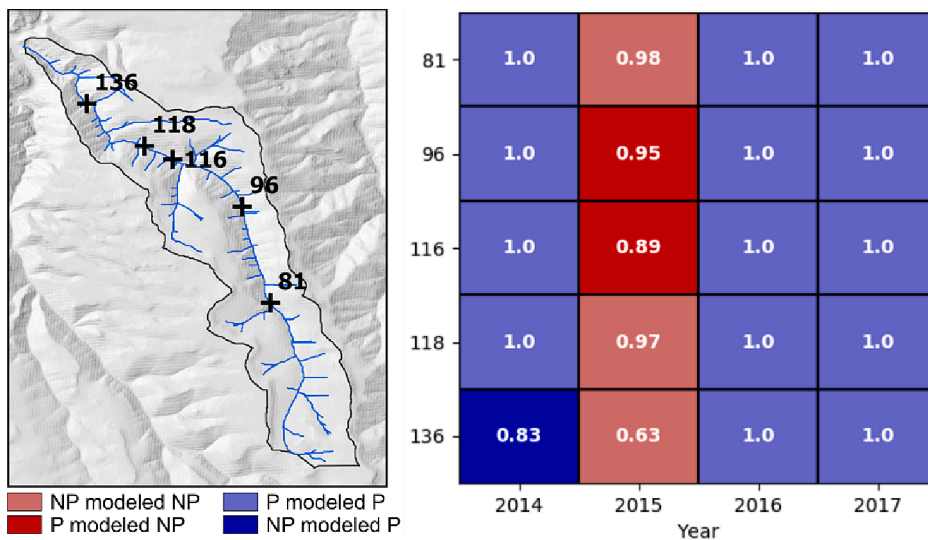 136
118
116
96
81
NP modeled NP P modeled P
P modeled NP NP modeled P
81 1.0 0.98 1.0 1.0
96 1.0 0.95 1.0 1.0
116 1.0 0.89 1.0 1.0
118 1.0 0.97 1.0 1.0
136 0.83 0.63 1.0 1.0
2014 2015 2016 2017
Year